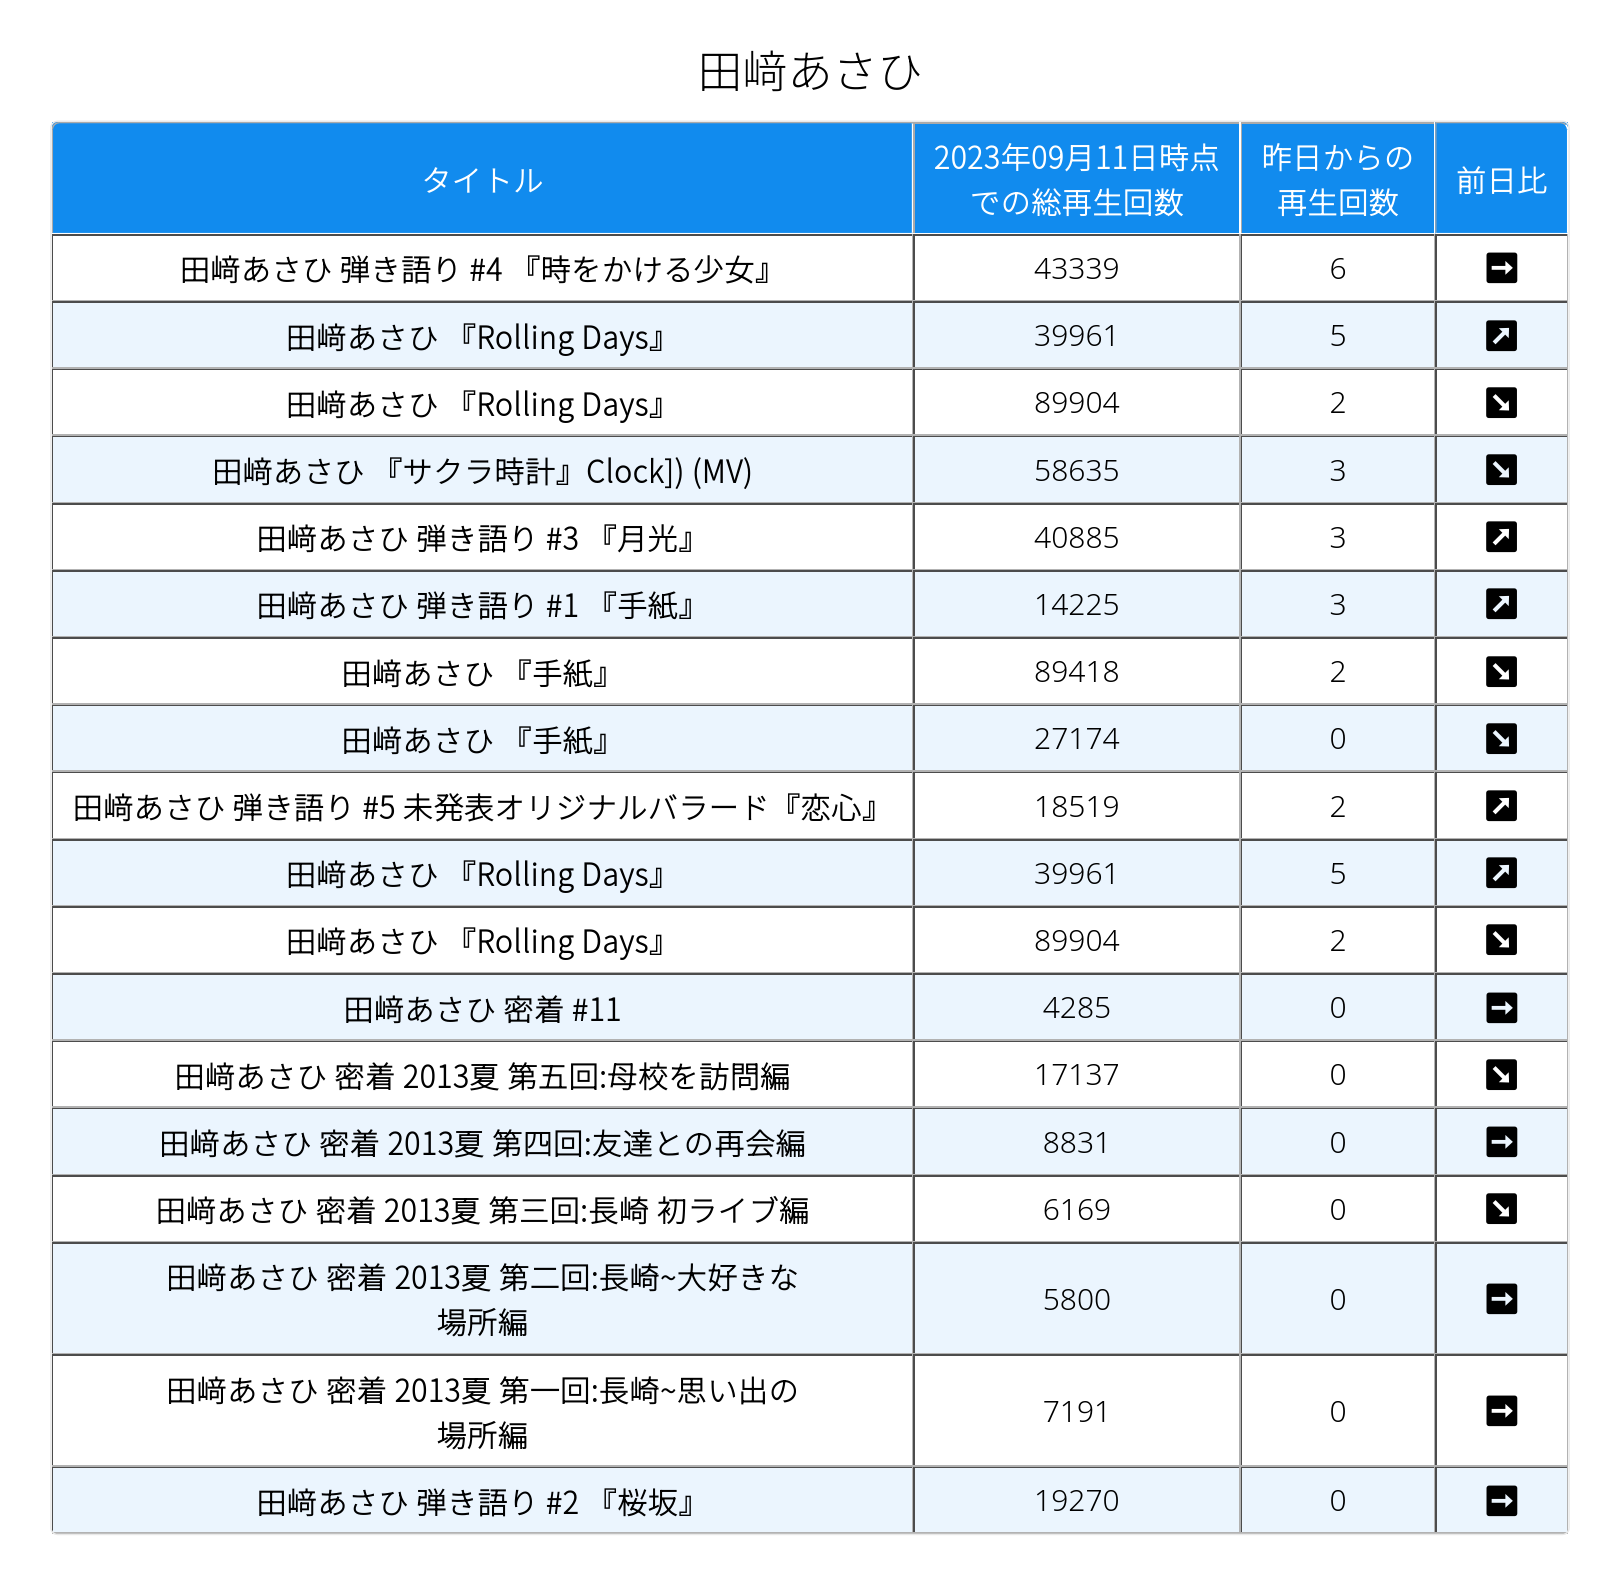 田﨑あさひ
タイトル
2023年09月11日時点
での総再生回数
昨日からの
再生回数
前日比
田﨑あさひ 弾き語り #4 『時をかける少女』 43339 6 ➡
田﨑あさひ 『Rolling Days』 39961 5 ↗
田﨑あさひ 『Rolling Days』 89904 2 ↘
田﨑あさひ 『サクラ時計』Clock]) (MV) 58635 3 ↘
田﨑あさひ 弾き語り #3 『月光』 40885 3 ↗
田﨑あさひ 弾き語り #1 『手紙』 14225 3 ↗
田﨑あさひ 『手紙』 89418 2 ↘
田﨑あさひ 『手紙』 27174 0 ↘
田﨑あさひ 弾き語り #5 未発表オリジナルバラード『恋心』 18519 2 ↗
田﨑あさひ 『Rolling Days』 39961 5 ↗
田﨑あさひ 『Rolling Days』 89904 2 ↘
田﨑あさひ 密着 #11 4285 0 ➡
田﨑あさひ 密着 2013夏 第五回:母校を訪問編 17137 0 ↘
田﨑あさひ 密着 2013夏 第四回:友達との再会編 8831 0 ➡
田﨑あさひ 密着 2013夏 第三回:長崎 初ライブ編 6169 0 ↘
田﨑あさひ 密着 2013夏 第二回:長崎~大好きな
場所編 5800 0 ➡
田﨑あさひ 密着 2013夏 第一回:長崎~思い出の
場所編 7191 0 ➡
田﨑あさひ 弾き語り #2 『桜坂』 19270 0 ➡